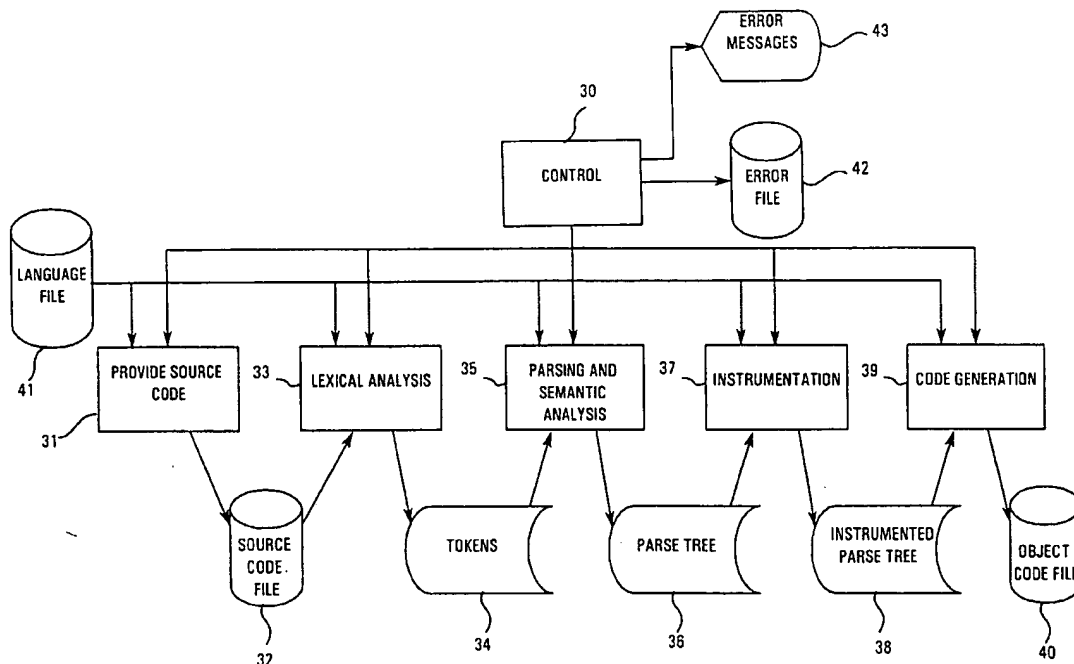 ERROR
MESSAGES
43
30
CONTROL
ERROR
FILE
42
LANGUAGE
FILE
41
PROVIDE SOURCE
CODE
31
33
LEXICAL ANALYSIS
35
PARSING AND
SEMANTIC
ANALYSIS
37
INSTRUMENTATION
39
CODE GENERATION
SOURCE
CODE.
FILE
32
TOKENS
34
PARSE TREE
36
INSTRUMENTED
PARSE TREE
38
OBJECT
CODE FILE
40